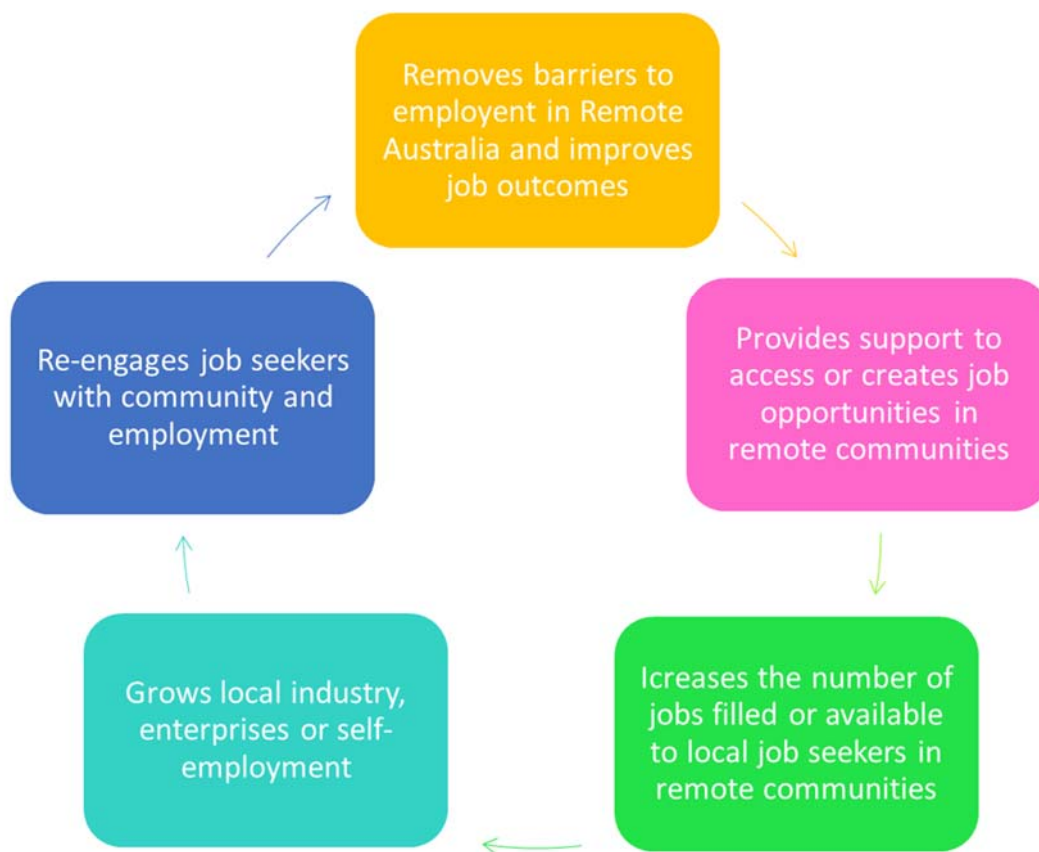 Removes barriers to
employent in Remote
Australia and improves
job outcomes
Provides support to
access or creates job
opportunities in
remote communities
Icreases the number of
jobs filled or available
to local job seekers in
remote communities
Grows local industry,
enterprises or self-
employment
Re-engages job seekers
with community and
employment